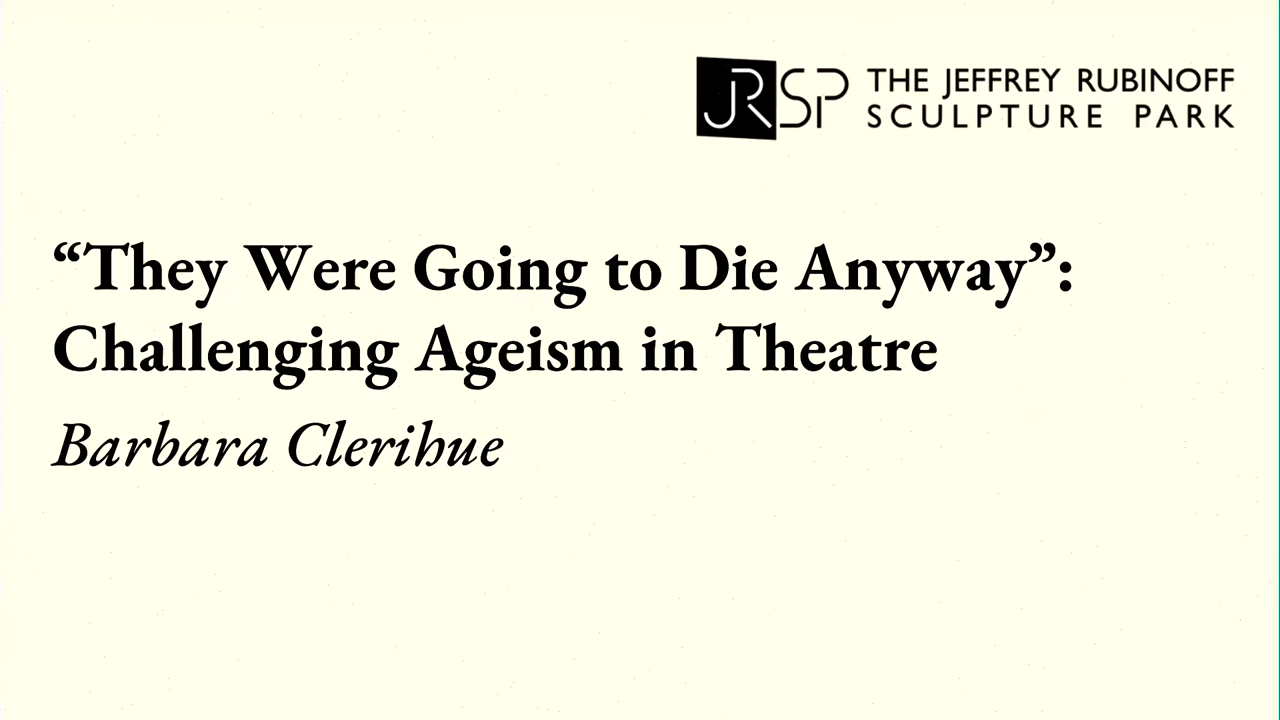 JRSP THE JEFFREY RUBINOFF
SCULPTURE PARK
“They Were Going to Die Anyway”:
Challenging Ageism in Theatre
Barbara Clerihue